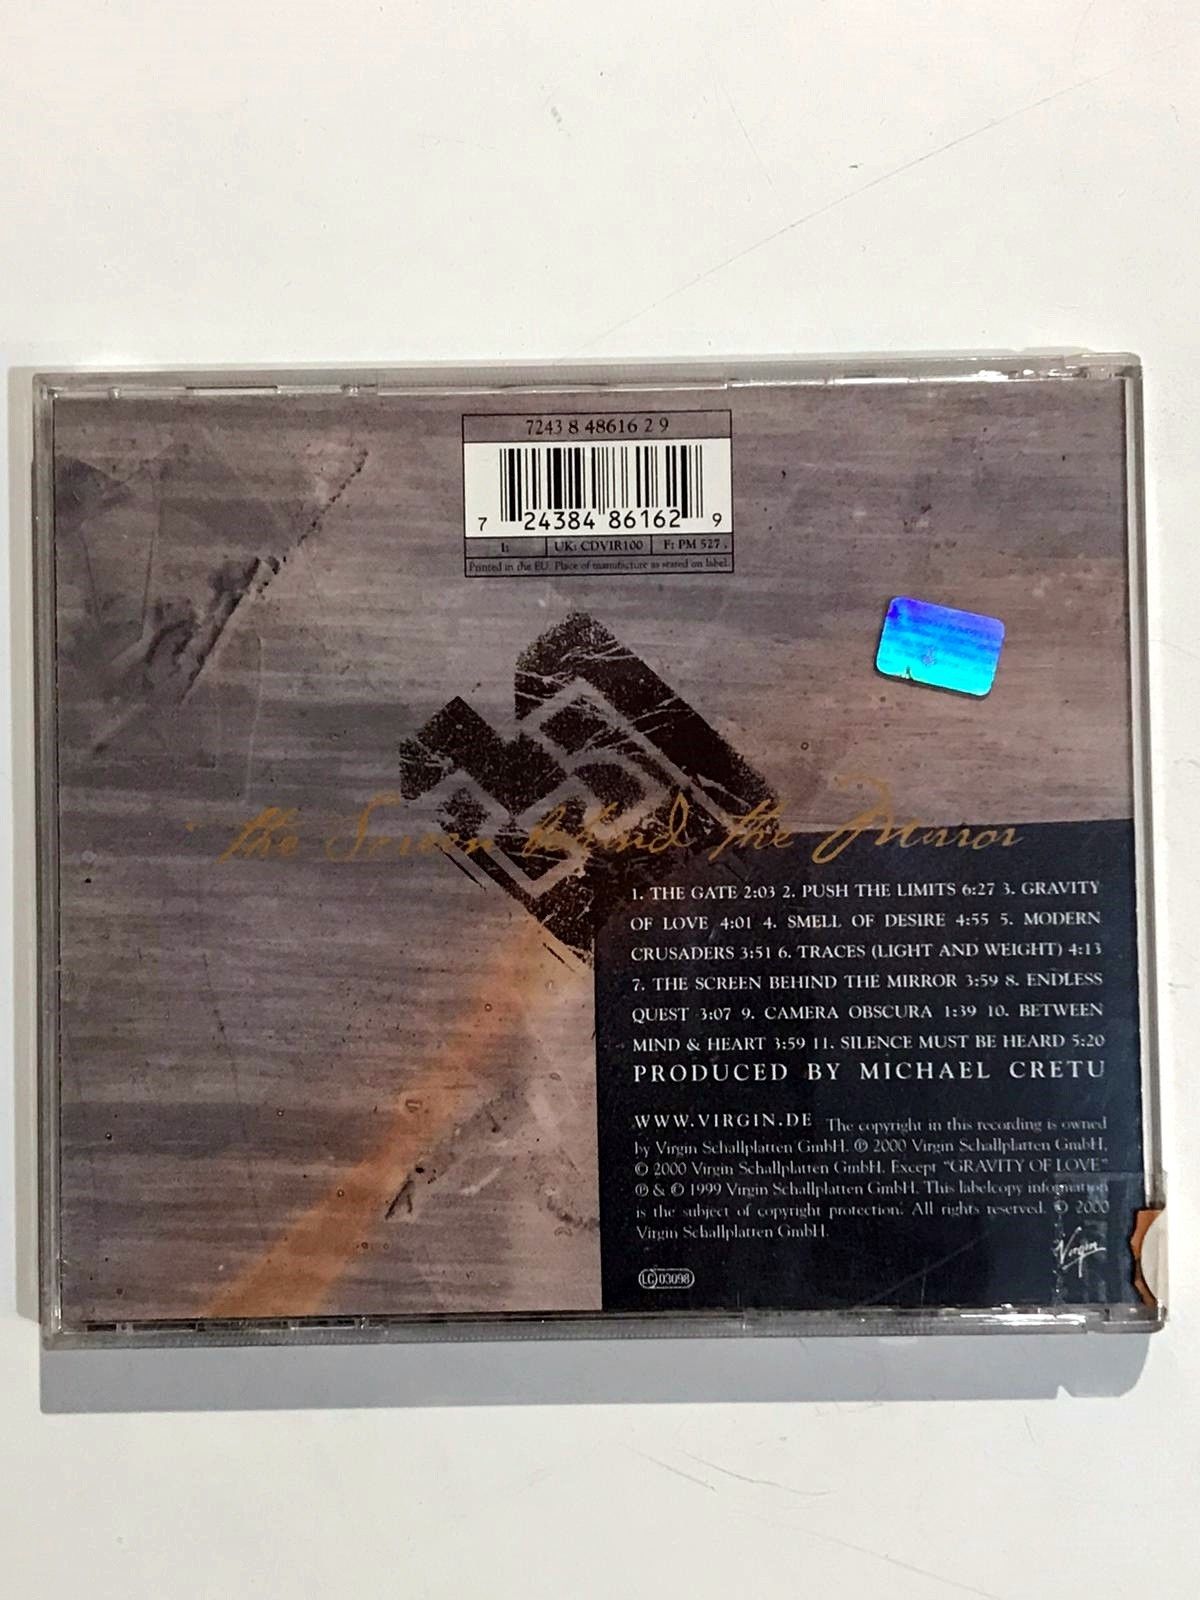 7243 8 48616 2 9
7 24384 86162 9
I: UK: CDVIR100 F: PM 527
Printed in the EU. Place of manufacture as stated on label.
the Screen behind the Mirror
1. THE GATE 2:03 2. PUSH THE LIMITS 6:27 3. GRAVITY
OF LOVE 4:01 4. SMELL OF DESIRE 4:55 5. MODERN
CRUSADERS 3:51 6. TRACES (LIGHT AND WEIGHT) 4:13
7. THE SCREEN BEHIND THE MIRROR 3:59 8. ENDLESS
QUEST 3:07 9. CAMERA OBSCURA 1:39 10. BETWEEN
MIND & HEART 3:59 11. SILENCE MUST BE HEARD 5:20
PRODUCED BY MICHAEL CRETU
WWW.VIRGIN.DE The copyright in this recording is owned
by Virgin Schallplatten GmbH. ℗ 2000 Virgin Schallplatten GmbH,
© 2000 Virgin Schallplatten GmbH. Except "GRAVITY OF LOVE"
℗ & © 1999 Virgin Schallplatten GmbH. This labelcopy information
is the subject of copyright protection. All rights reserved. © 2000
Virgin Schallplatten GmbH.
Virgin
LC 03098